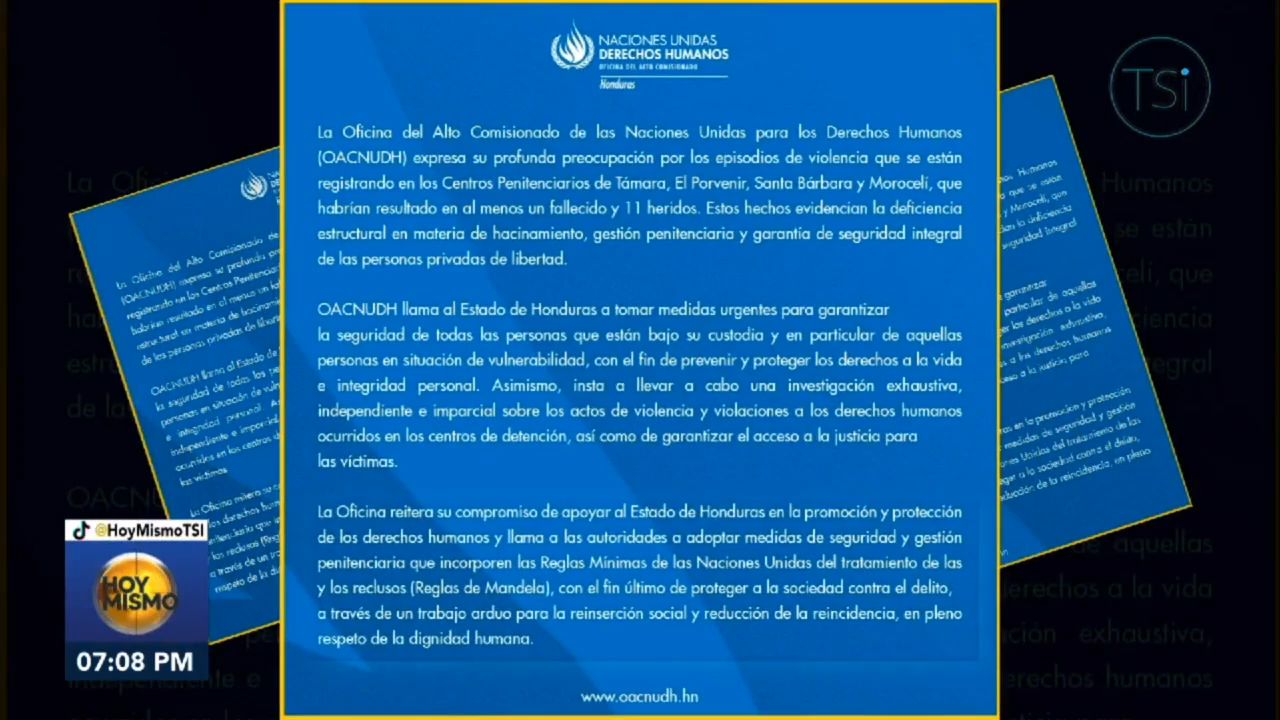 NACIONES UNIDAS
DERECHOS HUMANOS
OFICINA DEL ALTO COMISIONADO
Honduras
TSi
La Oficina del Alto Comisionado de las Naciones Unidas para los Derechos Humanos
(OACNUDH) expresa su profunda preocupación por los episodios de violencia que se están
registrando en los Centros Penitenciarios de Támara, El Porvenir, Santa Bárbara y Morocelí, que
habrían resultado en al menos un fallecido y 11 heridos. Estos hechos evidencian la deficiencia
estructural en materia de hacinamiento, gestión penitenciaria y garantía de seguridad integral
de las personas privadas de libertad.
OACNUDH llama al Estado de Honduras a tomar medidas urgentes para garantizar
la seguridad de todas las personas que están bajo su custodia y en particular de aquellas
personas en situación de vulnerabilidad, con el fin de prevenir y proteger los derechos a la vida
e integridad personal. Asimismo, insta a llevar a cabo una investigación exhaustiva,
independiente e imparcial sobre los actos de violencia y violaciones a los derechos humanos
ocurridos en los centros de detención, así como de garantizar el acceso a la justicia para
las víctimas.
La Oficina reitera su compromiso de apoyar al Estado de Honduras en la promoción y protección
de los derechos humanos y llama a las autoridades a adoptar medidas de seguridad y gestión
penitenciaria que incorporen las Reglas Mínimas de las Naciones Unidas del tratamiento de las
y los reclusos (Reglas de Mandela), con el fin último de proteger a la sociedad contra el delito,
a través de un trabajo arduo para la reinserción social y reducción de la reincidencia, en pleno
respeto de la dignidad humana.
www.oacnudh.hn
@HoyMismoTSI
HOY
MISMO
07:08 PM